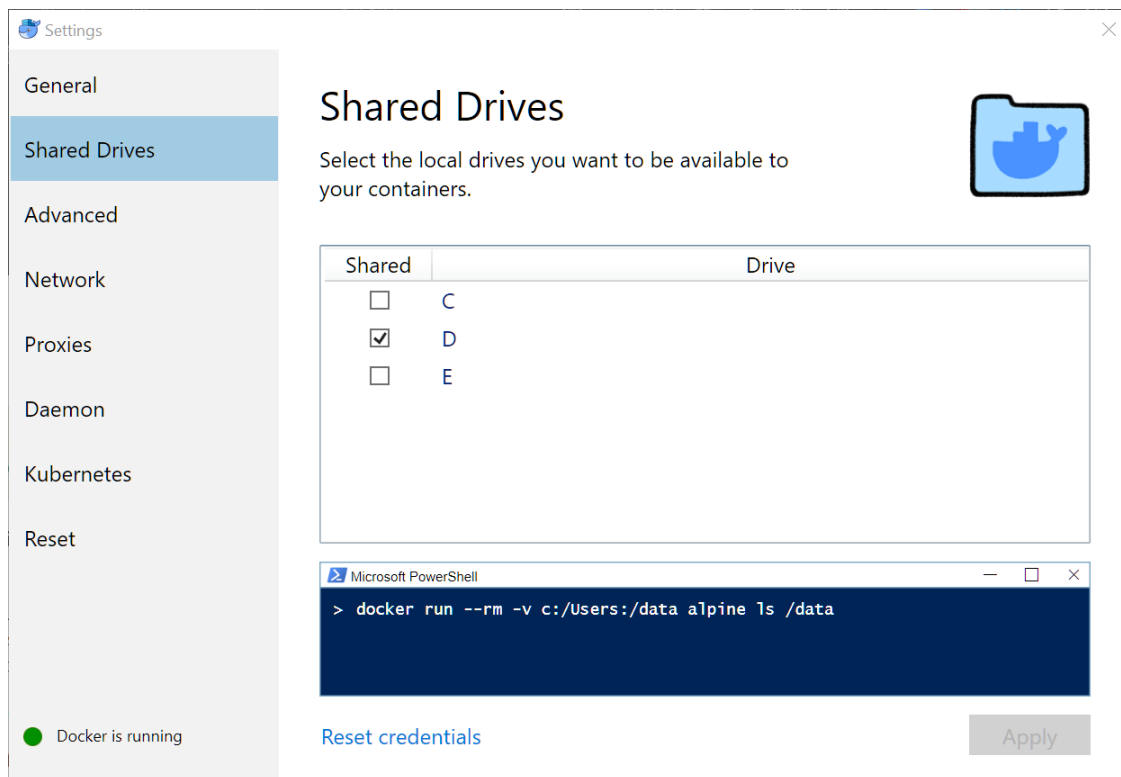 Settings
General
Shared Drives
Advanced
Network
Proxies
Daemon
Kubernetes
Reset
Docker is running
Shared Drives
Select the local drives you want to be available to
your containers.
Shared Drive
C
D
E
Microsoft PowerShell
> docker run --rm -v c:/Users:/data alpine ls /data
Reset credentials
Apply